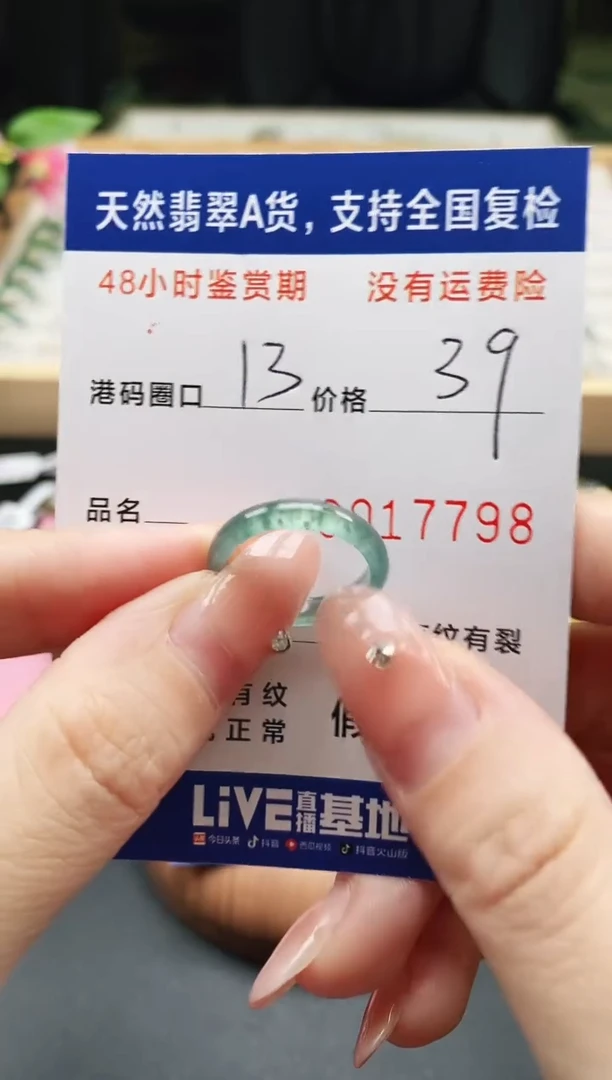 天然翡翠A货，支持全国复检
48小时鉴赏期 没有运费险
港码圈口 13 价格 39
品名 017798
纹有裂
有纹
正常
LiVE直播基地
今日头条 抖音 西瓜视频 抖音火山版